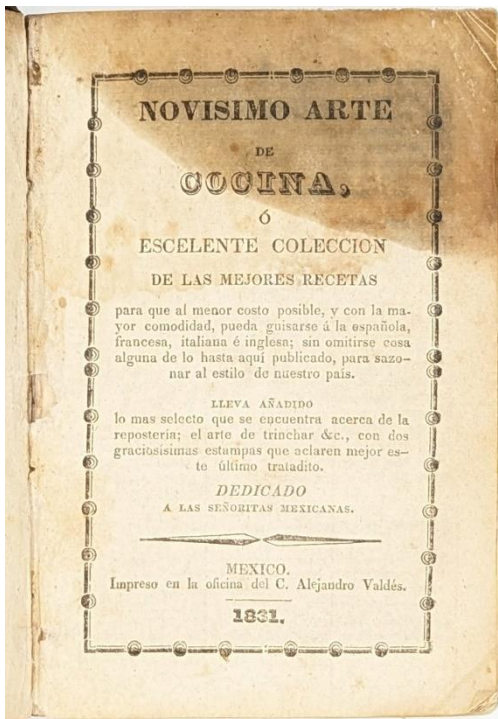 NOVISIMO ARTE
DE
COCINA,
ó
ESCELENTE COLECCION
DE LAS MEJORES RECETAS
para que al menor costo posible, y con la ma-
yor comodidad, pueda guisarse á la española,
francesa, italiana é inglesa; sin omitirse cosa
alguna de lo hasta aquí publicado, para sazo-
nar al estilo de nuestro país.
LLEVA AÑADIDO
lo mas selecto que se encuentra acerca de la
repostería; el arte de trinchar &c., con dos
graciosísimas estampas que aclaren mejor es-
te último tratadito.
DEDICADO
A LAS SEÑORITAS MEXICANAS.
MEXICO.
Impreso en la oficina del C. Alejandro Valdés.
1831.